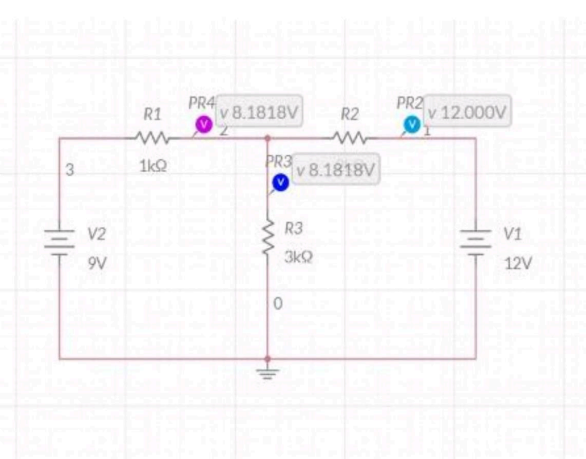 PR4
v 8.1818V
PR2
v 12.000V
R1
2
R2
1
1kΩ
PR3
v 8.1818V
3
V2
9V
R3
3kΩ
V1
12V
0